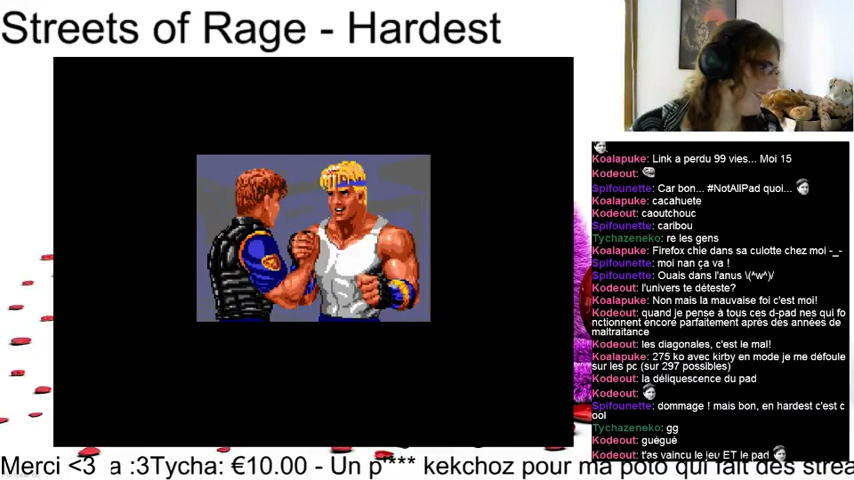 Streets of Rage - Hardest
Koalapuke: Link a perdu 99 vies... Moi 15
Kodeout:
Spifounette: Car bon... #NotAllPad quoi...
Koalapuke: cacahuete
Kodeout: caoutchouc
Spifounette: caribou
Tychazeneko: re les gens
Koalapuke: Firefox chie dans sa culotte chez moi -_-
Spifounette: moi nan ça va !
Spifounette: Ouais dans l'anus \(^w^)/
Kodeout: l'univers te déteste?
Koalapuke: Non mais la mauvaise foi c'est moi!
Kodeout: quand je pense à tous ces d-pad nes qui fo
nctionnent encore parfaitement après des années de
maltraitance
Kodeout: les diagonales, c'est le mal!
Koalapuke: 275 ko avec kirby en mode je me défoule
sur les pc (sur 297 possibles)
Kodeout: la déliquescence du pad
Kodeout:
Spifounette: dommage ! mais bon, en hardest c'est c
ool
Tychazeneko: gg
Kodeout: guégué
Kodeout: t'as vaincu le jeu ET le pad
Merci <3 a :3Tycha: €10.00 - Un p'**** kekchoz pour ma poto qui fait des strea